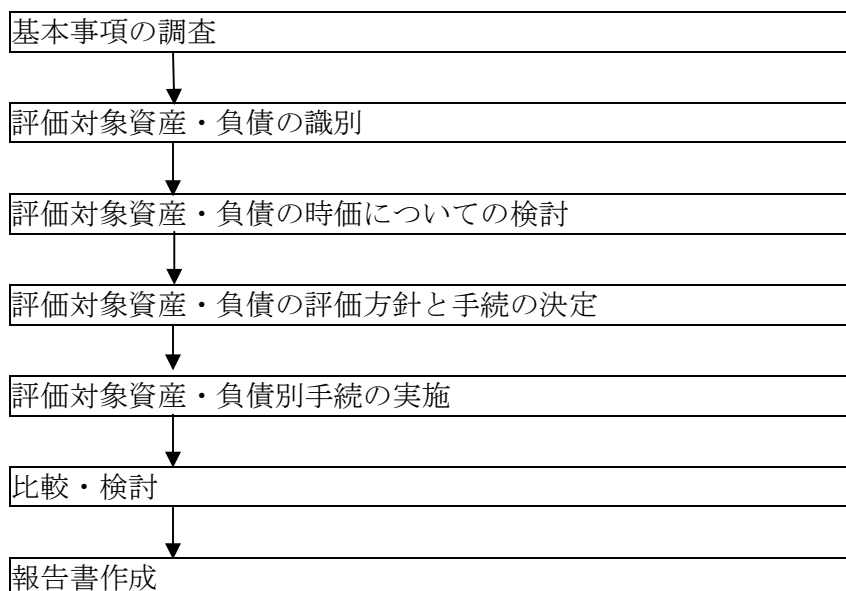 基本事項の調査
評価対象資産・負債の識別
評価対象資産・負債の時価についての検討
評価対象資産・負債の評価方針と手続の決定
評価対象資産・負債別手続の実施
比較・検討
報告書作成